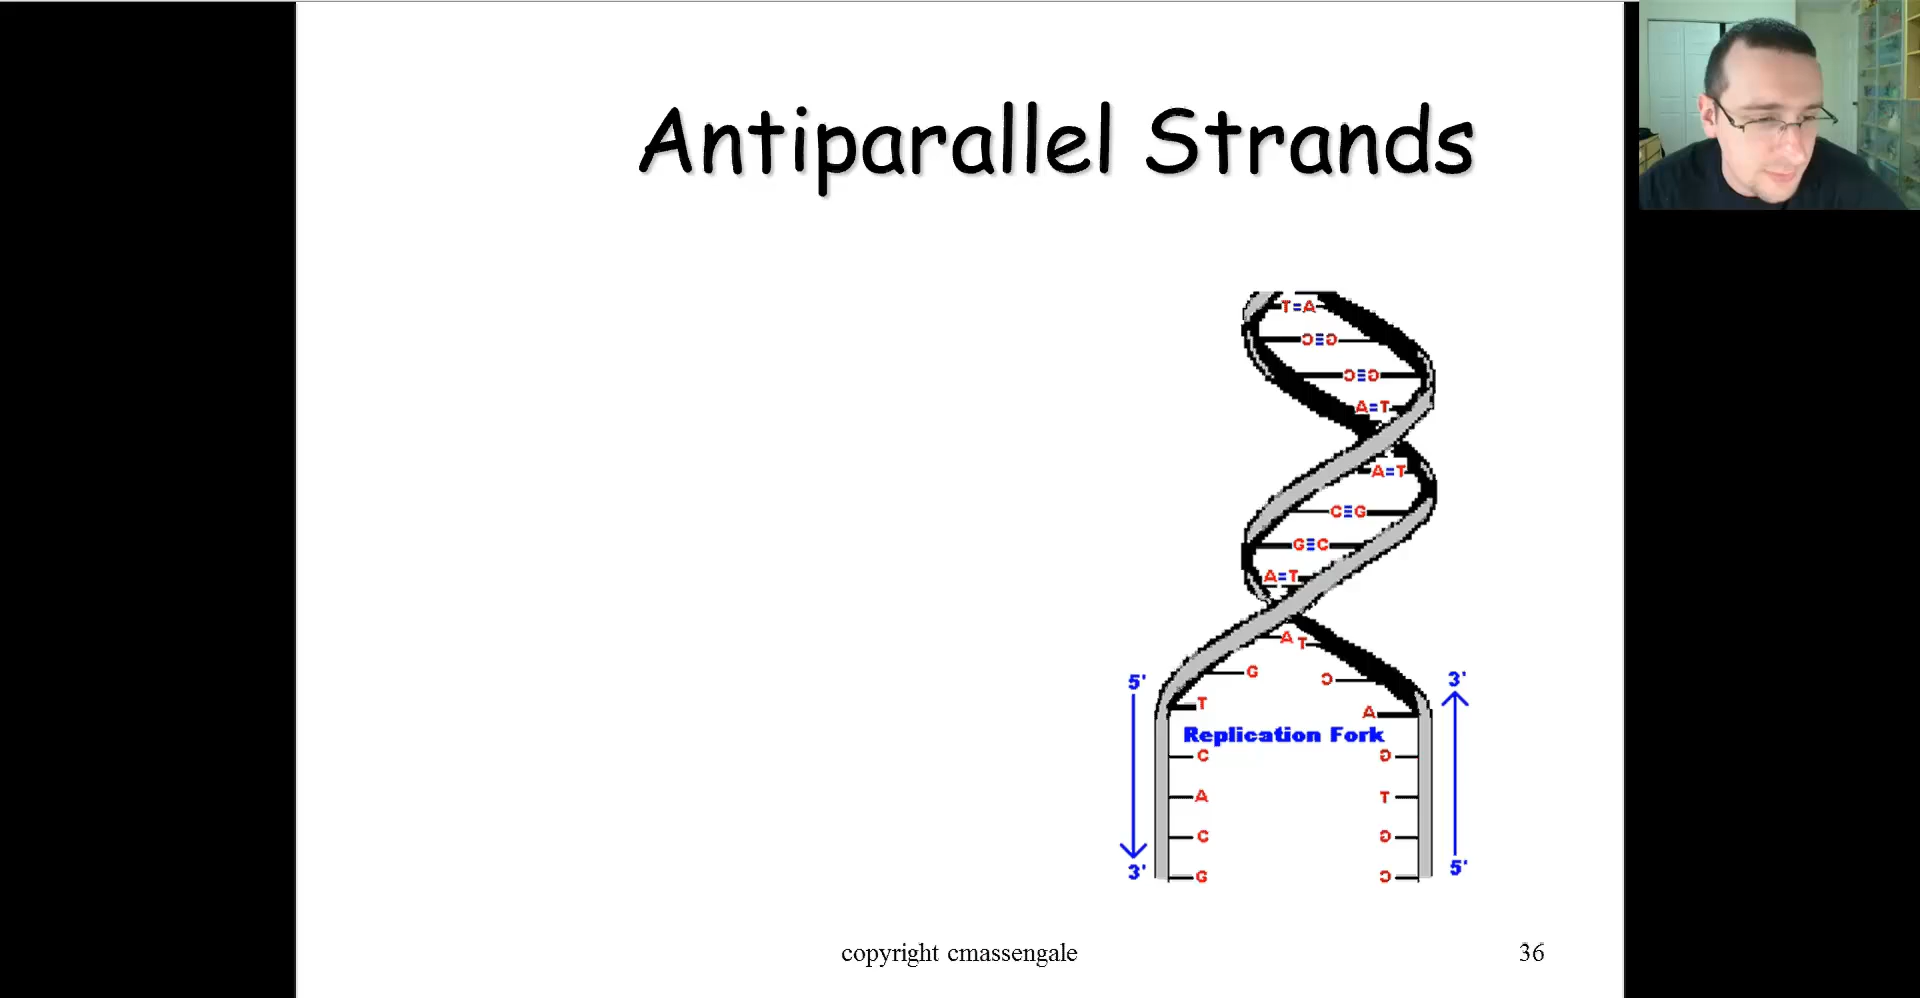 Antiparallel Strands
T=A
C≡G
C≡G
A=T
A=T
C≡G
G≡C
A=T
A T
G C
5' 3'
T A
Replication Fork
C G
A T
C G
3' 5'
G C
copyright cmassengale 36